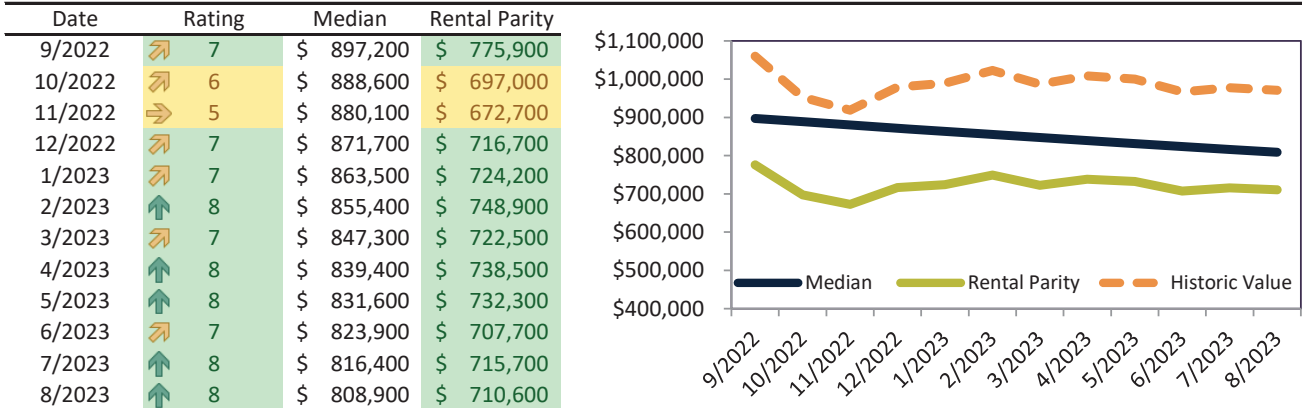 Date Rating Median Rental Parity
9/2022 7 $ 897,200 $ 775,900
10/2022 6 $ 888,600 $ 697,000
11/2022 5 $ 880,100 $ 672,700
12/2022 7 $ 871,700 $ 716,700
1/2023 7 $ 863,500 $ 724,200
2/2023 8 $ 855,400 $ 748,900
3/2023 7 $ 847,300 $ 722,500
4/2023 8 $ 839,400 $ 738,500
5/2023 8 $ 831,600 $ 732,300
6/2023 7 $ 823,900 $ 707,700
7/2023 8 $ 816,400 $ 715,700
8/2023 8 $ 808,900 $ 710,600
$1,100,000
$1,000,000
$900,000
$800,000
$700,000
$600,000
$500,000
$400,000
Median Rental Parity Historic Value
9/2022 10/2022 11/2022 12/2022 1/2023 2/2023 3/2023 4/2023 5/2023 6/2023 7/2023 8/2023